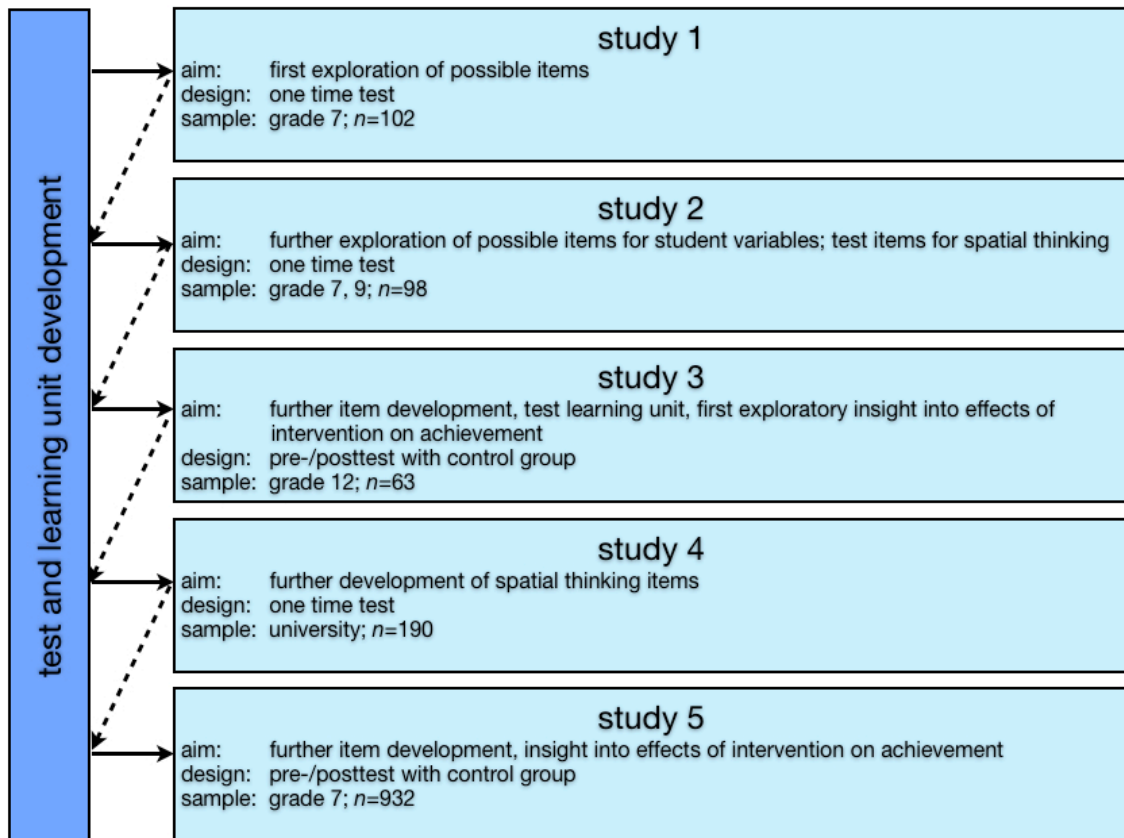 test and learning unit development
study 1
aim: first exploration of possible items
design: one time test
sample: grade 7; n=102
study 2
aim: further exploration of possible items for student variables; test items for spatial thinking
design: one time test
sample: grade 7, 9; n=98
study 3
aim: further item development, test learning unit, first exploratory insight into effects of
intervention on achievement
design: pre-/posttest with control group
sample: grade 12; n=63
study 4
aim: further development of spatial thinking items
design: one time test
sample: university; n=190
study 5
aim: further item development, insight into effects of intervention on achievement
design: pre-/posttest with control group
sample: grade 7; n=932